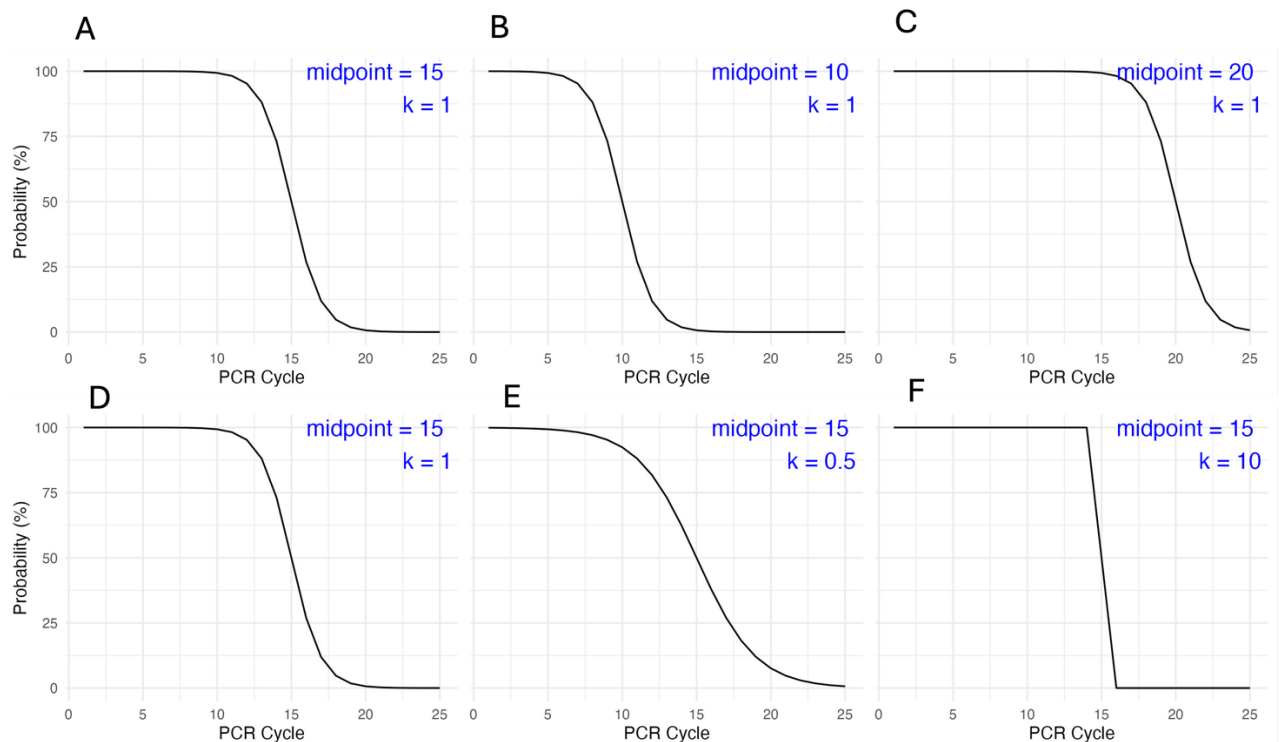 A
B
C
midpoint = 15
k = 1
midpoint = 10
k = 1
midpoint = 20
k = 1
Probability (%)
100
75
50
25
0
0 5 10 15 20 25
0 5 10 15 20 25
0 5 10 15 20 25
PCR Cycle
PCR Cycle
PCR Cycle
D
E
F
midpoint = 15
k = 1
midpoint = 15
k = 0.5
midpoint = 15
k = 10
Probability (%)
100
75
50
25
0
0 5 10 15 20 25
0 5 10 15 20 25
0 5 10 15 20 25
PCR Cycle
PCR Cycle
PCR Cycle